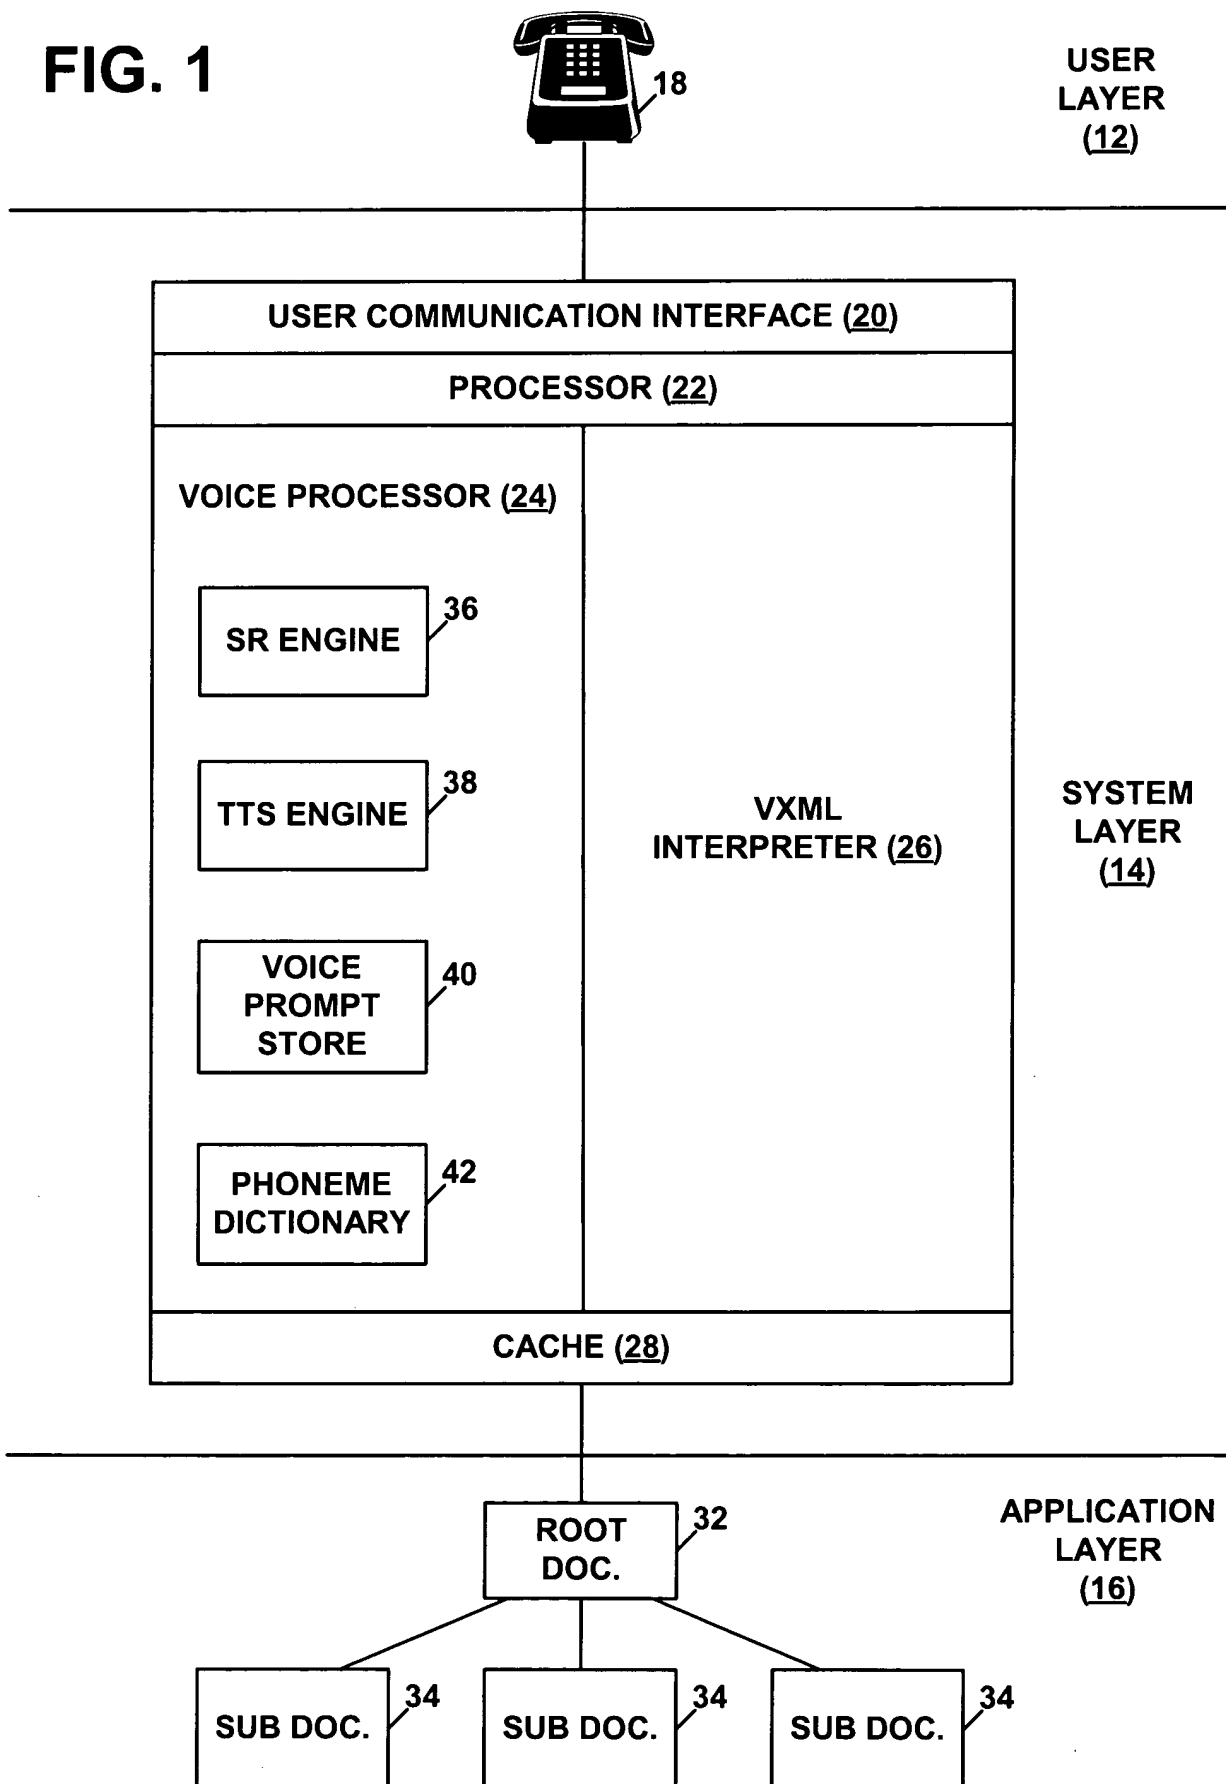 FIG. 1
18
USER
LAYER
(12)
USER COMMUNICATION INTERFACE (20)
PROCESSOR (22)
VOICE PROCESSOR (24)
SR ENGINE
36
TTS ENGINE
38
VOICE
PROMPT
STORE
40
PHONEME
DICTIONARY
42
VXML
INTERPRETER (26)
SYSTEM
LAYER
(14)
CACHE (28)
ROOT
DOC.
32
APPLICATION
LAYER
(16)
SUB DOC.
34
SUB DOC.
34
SUB DOC.
34